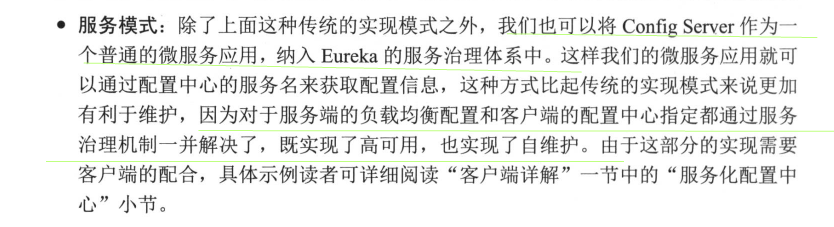 ● 服务模式：除了上面这种传统的实现模式之外，我们也可以将 Config Server 作为一
个普通的微服务应用，纳入 Eureka 的服务治理体系中。这样我们的微服务应用就可
以通过配置中心的服务名来获取配置信息，这种方式比起传统的实现模式来说更加
有利于维护，因为对于服务端的负载均衡配置和客户端的配置中心指定都通过服务
治理机制一并解决了，既实现了高可用，也实现了自维护。由于这部分的实现需要
客户端的配合，具体示例读者可详细阅读“客户端详解”一节中的“服务化配置中
心”小节。